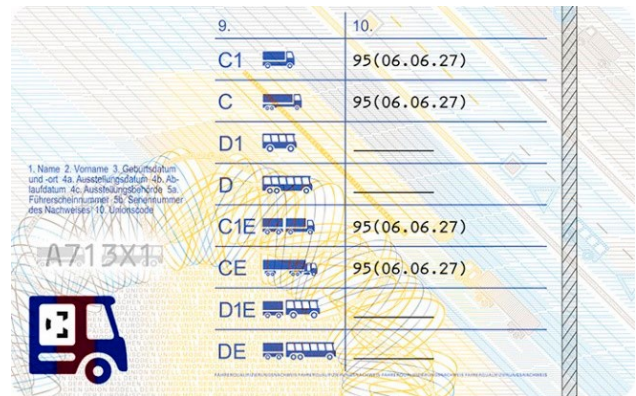 9. 10.
C1 95(06.06.27)
C 95(06.06.27)
D1
D
C1E 95(06.06.27)
CE 95(06.06.27)
D1E
DE
1. Name 2. Vorname 3. Geburtsdatum
und -ort 4a. Ausstellungsdatum 4b. Ab-
laufdatum 4c. Ausstellungsbehörde 5a.
Führerscheinnummer 5b. Seriennummer
des Nachweises 10. Unionscode
A713X1